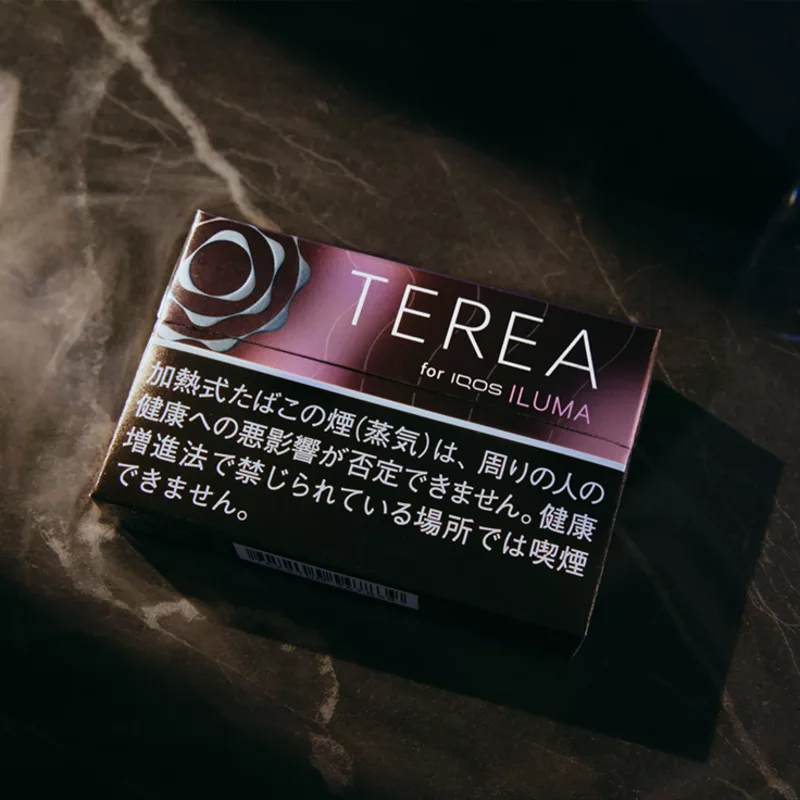 TEREA
for IQOS ILUMA
加熱式たばこの煙(蒸気)は、周りの人の
健康への悪影響が否定できません。健康
増進法で禁じられている場所では喫煙
できません。